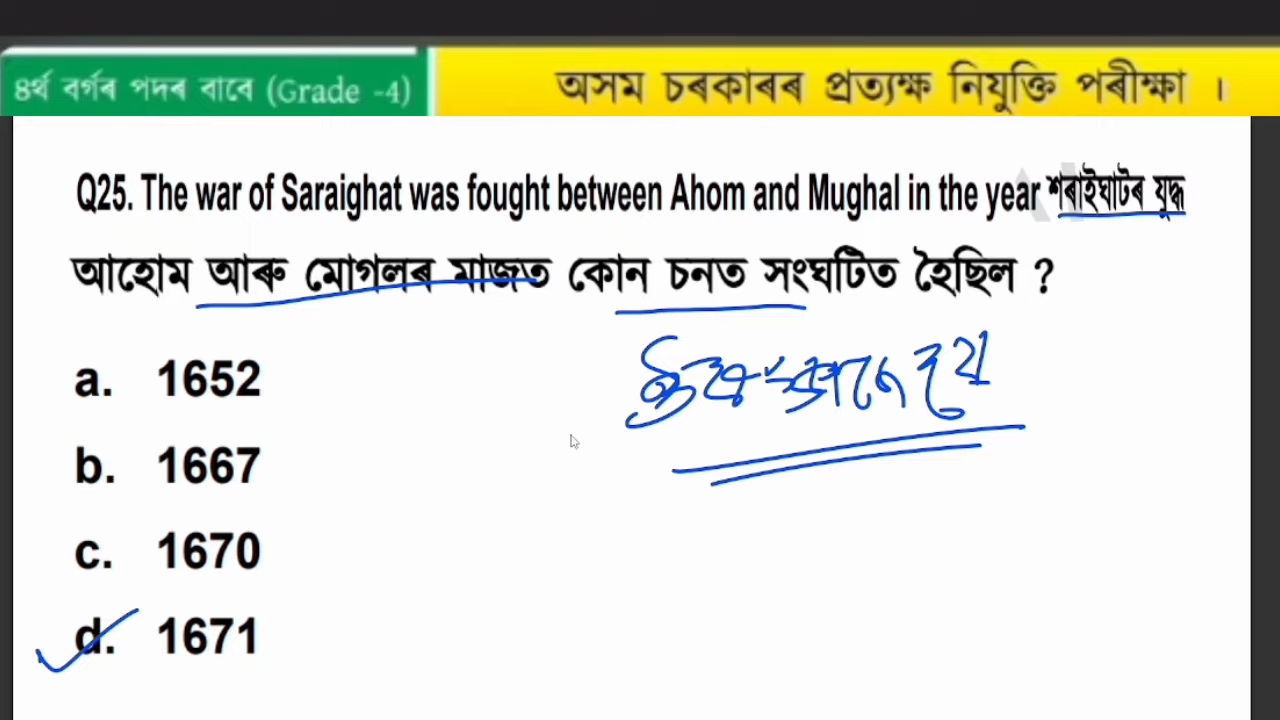 ৪ৰ্থ বৰ্গৰ পদৰ বাবে (Grade -4)
অসম চৰকাৰৰ প্ৰত্যক্ষ নিযুক্তি পৰীক্ষা ।
Q25. The war of Saraighat was fought between Ahom and Mughal in the year শৰাইঘাটৰ যুদ্ধ
আহোম আৰু মোগলৰ মাজত কোন চনত সংঘটিত হৈছিল ?
a. 1652
b. 1667
c. 1670
d. 1671